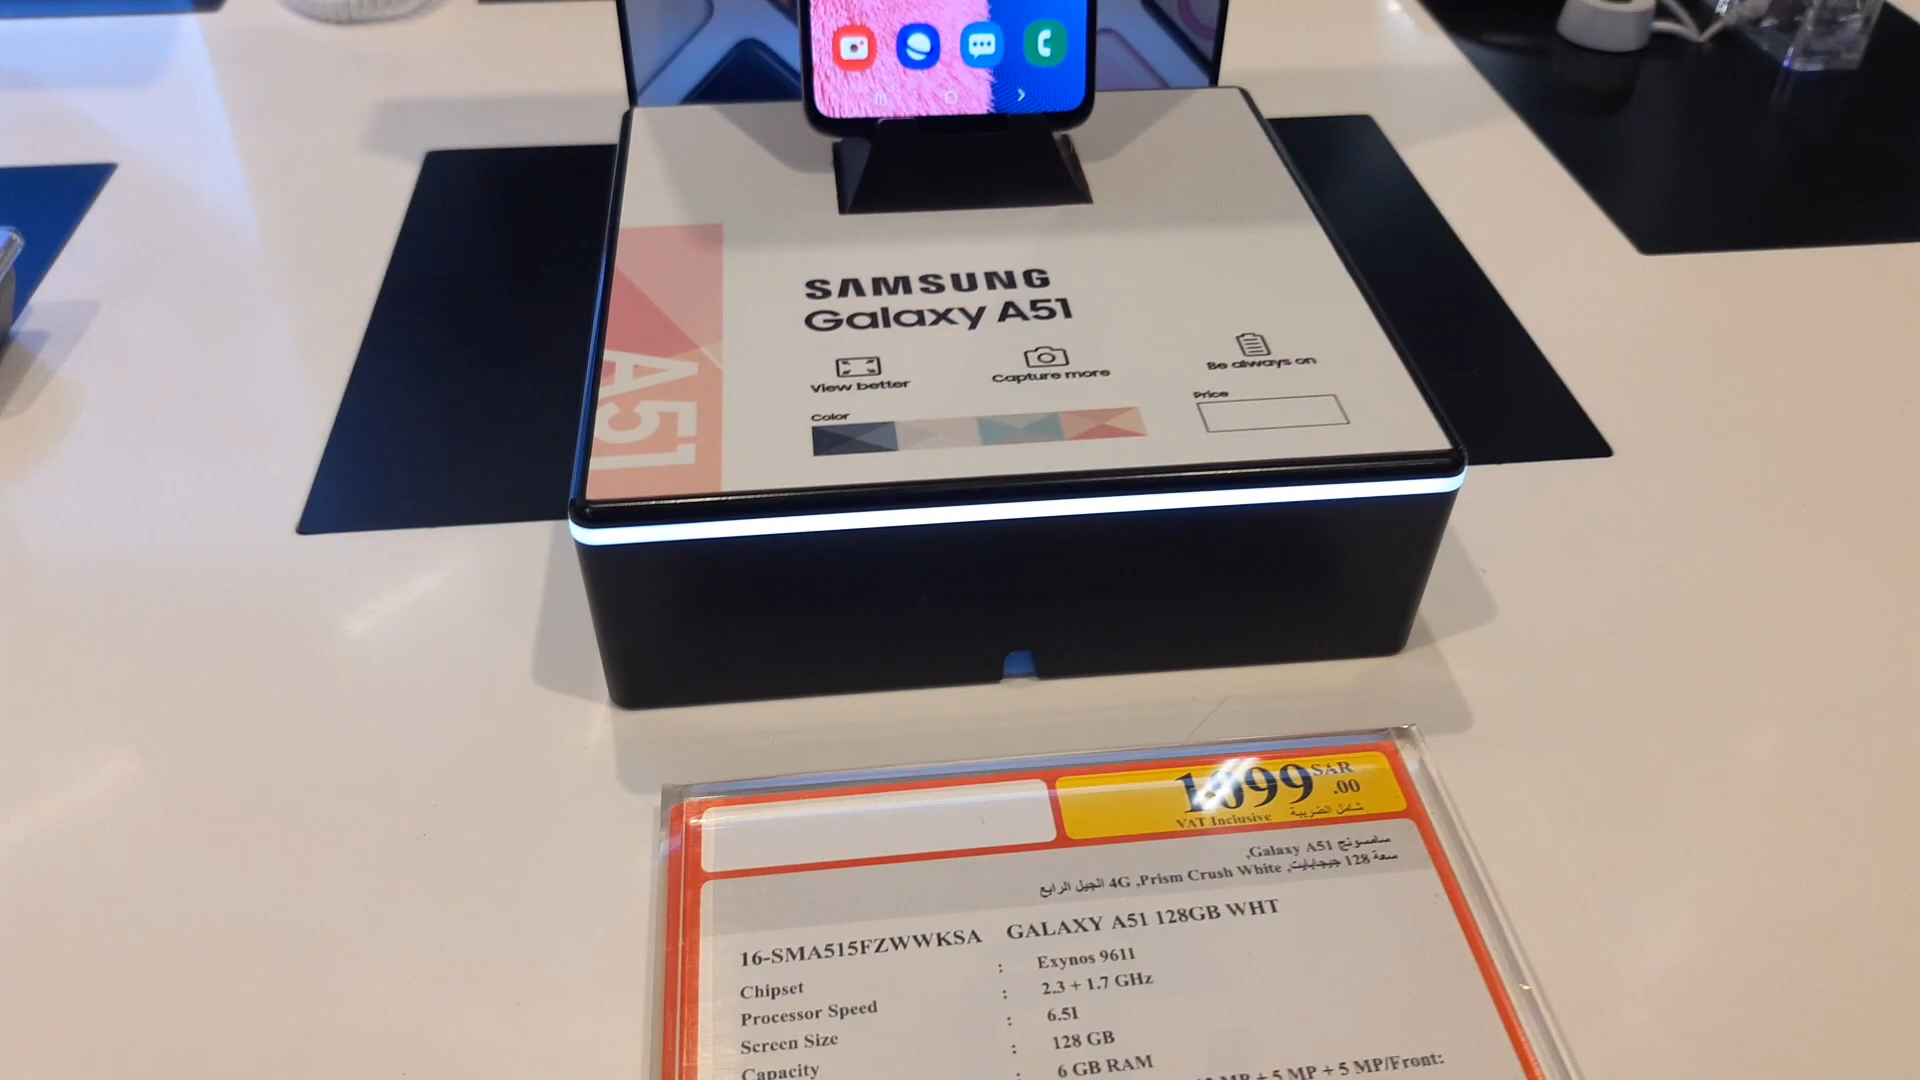 SAMSUNG
Galaxy A51
View better
Capture more
Be always on
Color
Price
A51
1099 SAR .00
VAT Inclusive شامل الضريبة
سامسونج Galaxy A51,
سعة 128 جيجابايت, Prism Crush White, 4G الجيل الرابع
16-SMA515FZWWKSA GALAXY A51 128GB WHT
Chipset : Exynos 9611
Processor Speed : 2.3 + 1.7 GHz
Screen Size : 6.5I
Capacity : 128 GB
: 6 GB RAM
MP + 5 MP + 5 MP/Front: